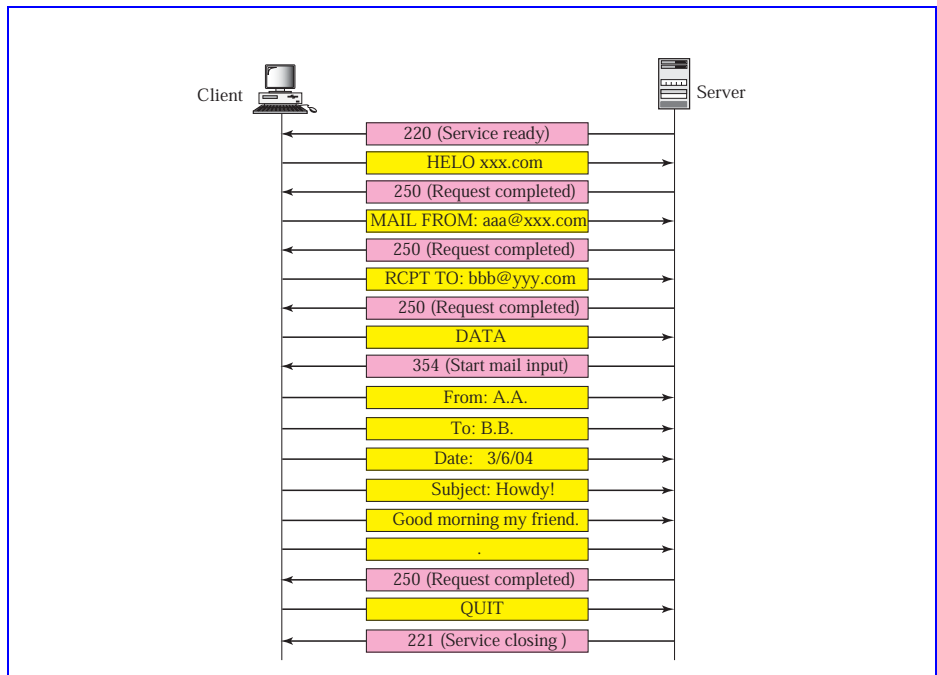 Client
Server
220 (Service ready)
HELO xxx.com
250 (Request completed)
MAIL FROM: aaa@xxx.com
250 (Request completed)
RCPT TO: bbb@yyy.com
250 (Request completed)
DATA
354 (Start mail input)
From: A.A.
To: B.B.
Date: 3/6/04
Subject: Howdy!
Good morning my friend.
.
250 (Request completed)
QUIT
221 (Service closing )